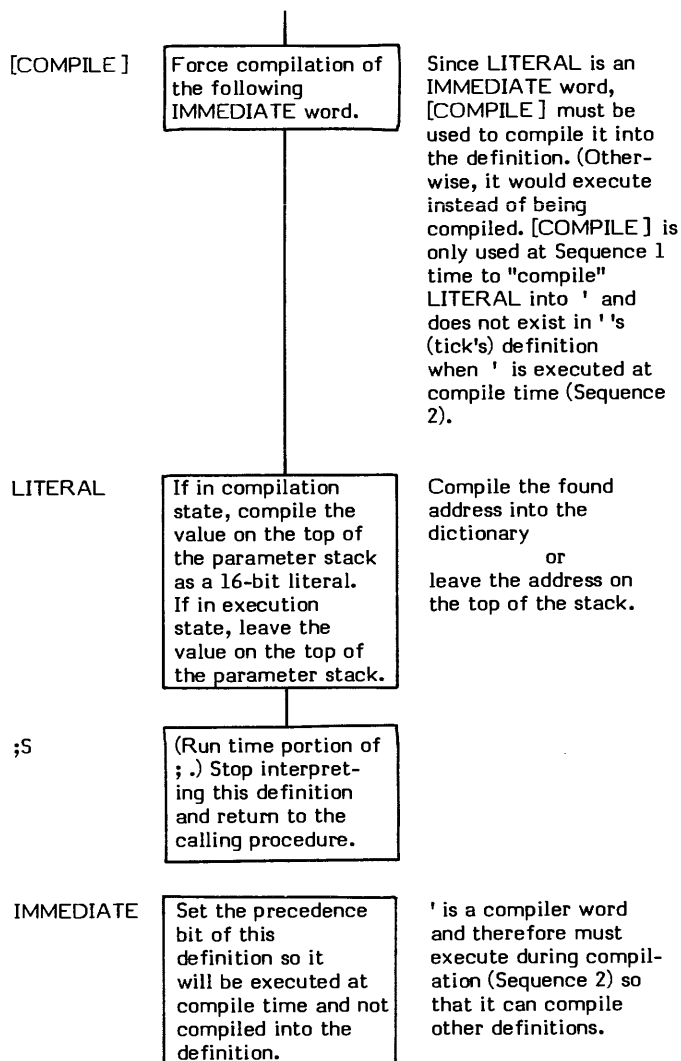 [COMPILE]
Force compilation of
the following
IMMEDIATE word.
Since LITERAL is an
IMMEDIATE word,
[COMPILE] must be
used to compile it into
the definition. (Other-
wise, it would execute
instead of being
compiled. [COMPILE] is
only used at Sequence 1
time to "compile"
LITERAL into ' and
does not exist in ' 's
(tick's) definition
when ' is executed at
compile time (Sequence
2).
LITERAL
If in compilation
state, compile the
value on the top of
the parameter stack
as a 16-bit literal.
If in execution
state, leave the
value on the top of
the parameter stack.
Compile the found
address into the
dictionary
or
leave the address on
the top of the stack.
;S
(Run time portion of
; .) Stop interpret-
ing this definition
and return to the
calling procedure.
IMMEDIATE
Set the precedence
bit of this
definition so it
will be executed at
compile time and not
compiled into the
definition.
' is a compiler word
and therefore must
execute during compil-
ation (Sequence 2) so
that it can compile
other definitions.